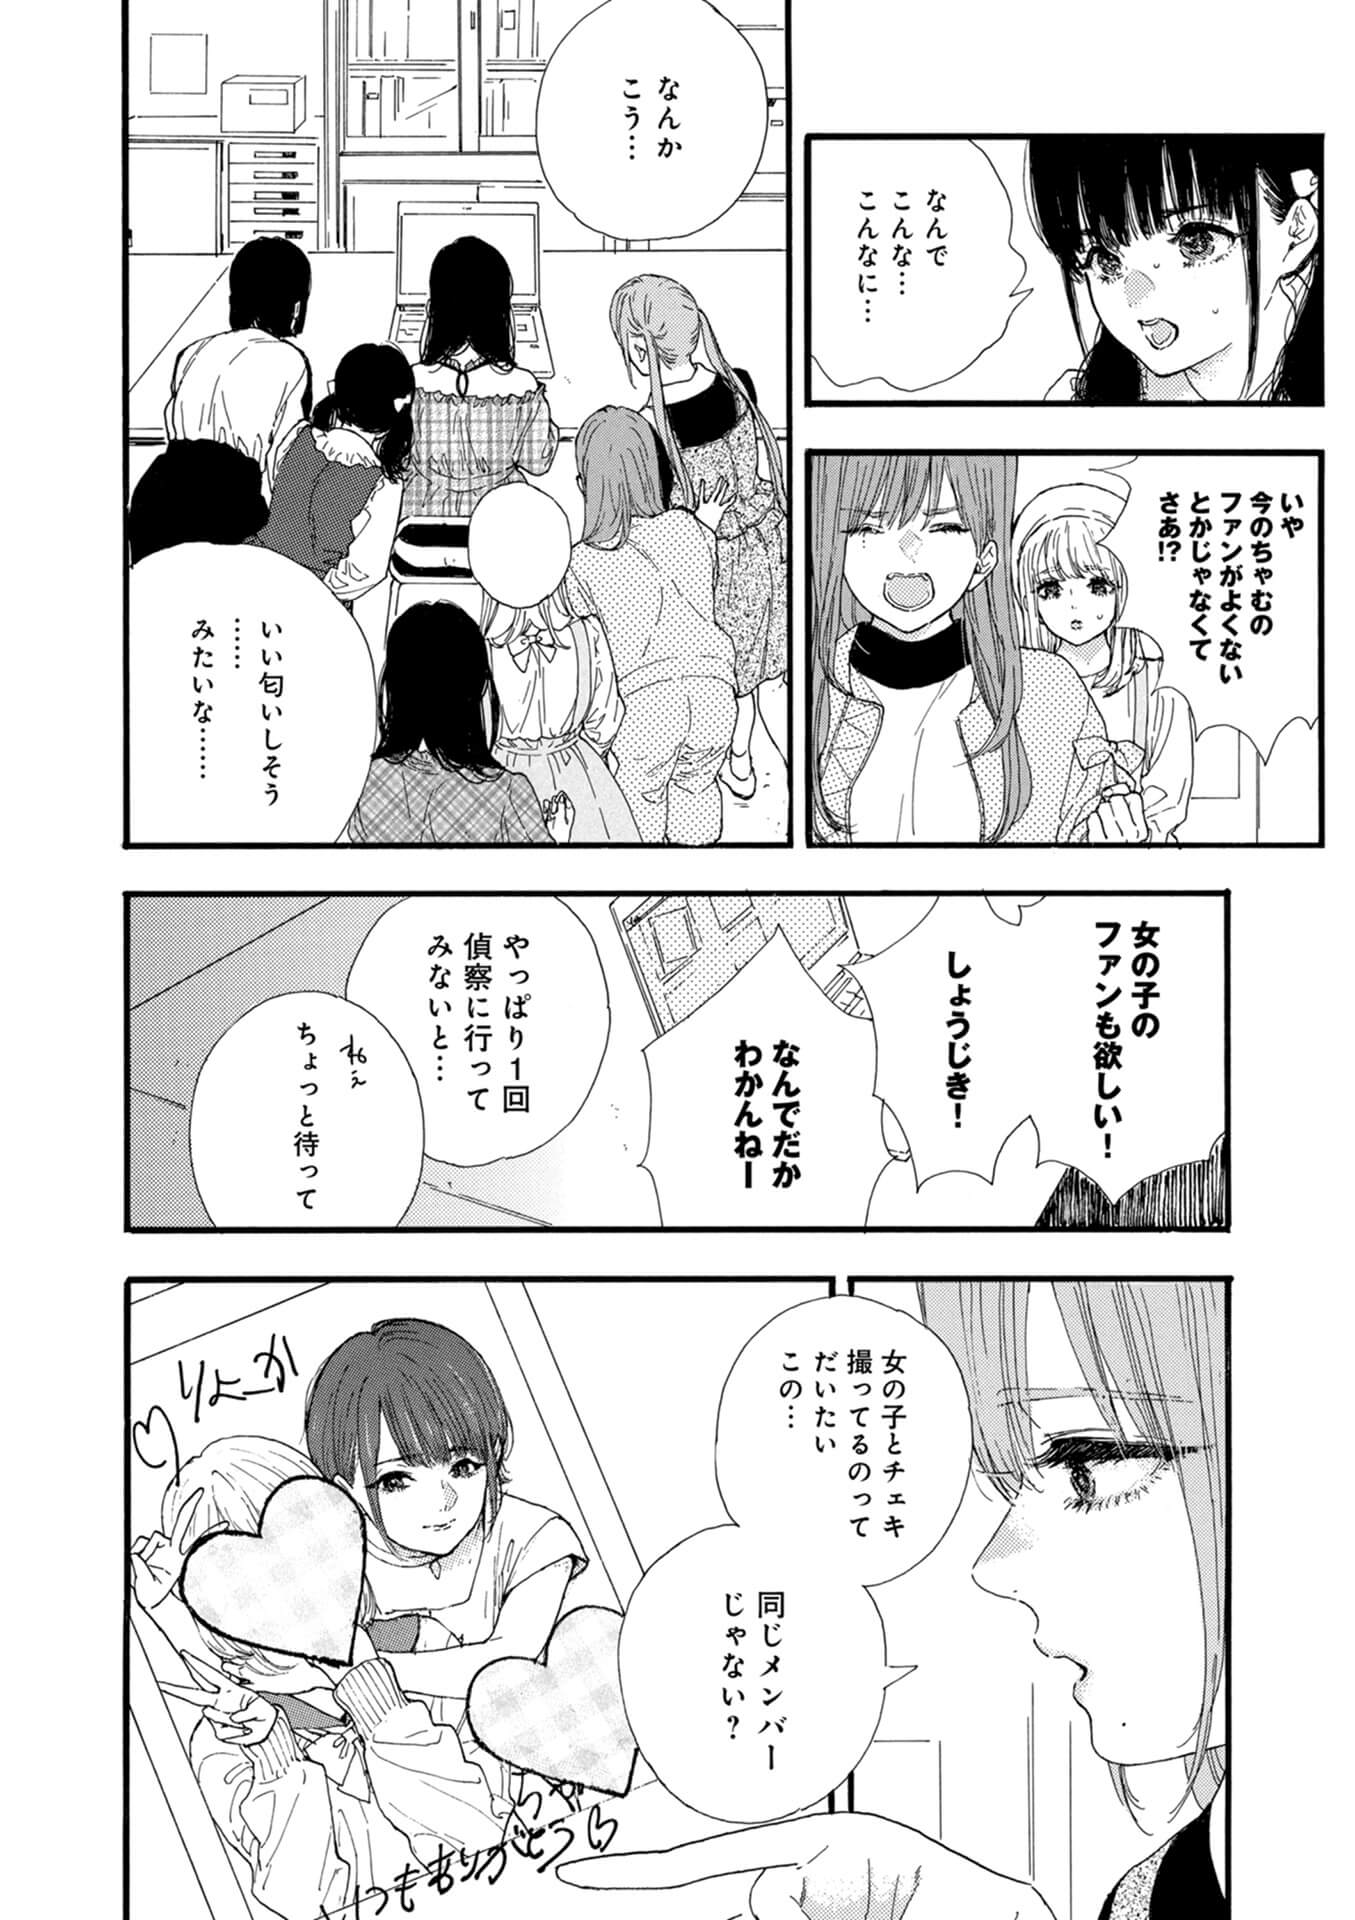 なんで
こんな…
こんなに…
いや
今のちゃむの
ファンがよくない
とかじゃなくて
さあ!?
なんか
こう…
いい匂いしそう
……
みたいな……
女の子の
ファンも欲しい!
しょうじき!
なんでだか
わかんねー
やっぱり1回
偵察に行って
みないと…
ねぇ
ちょっと待って
女の子とチェキ
撮ってるのって
だいたい
この…
同じメンバー
じゃない?
りょーか
いつもありがとう